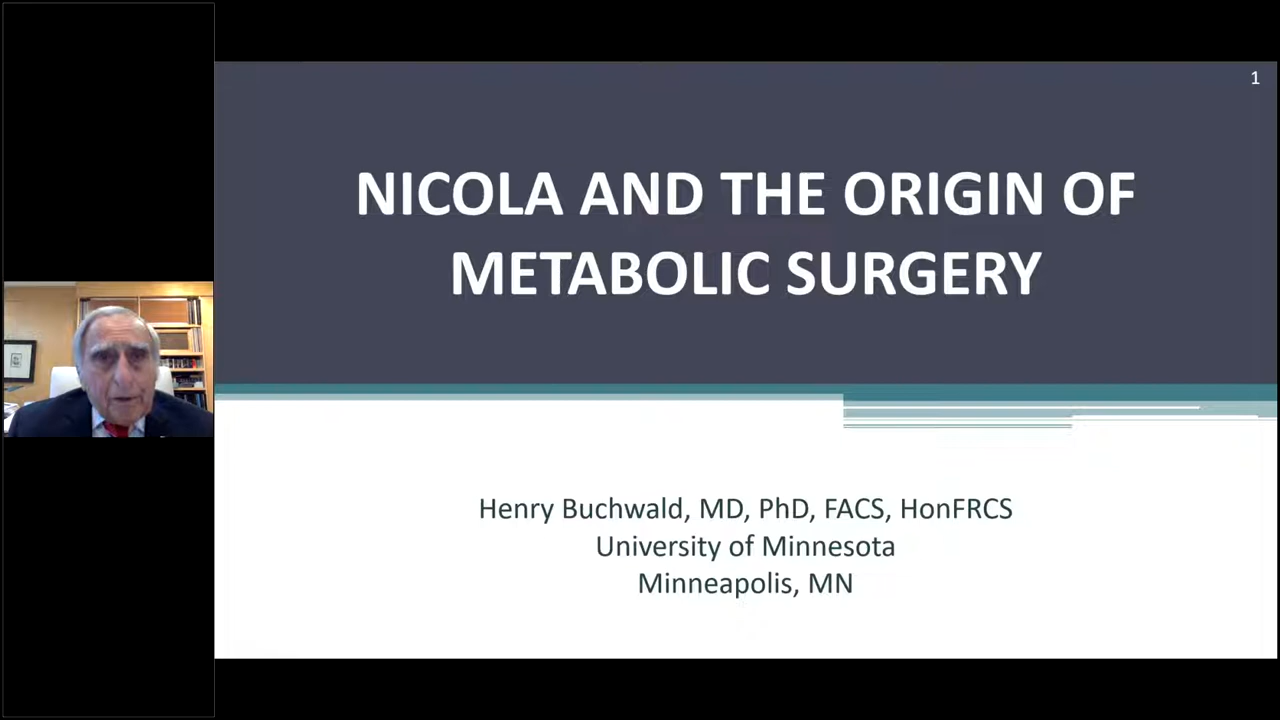 1
NICOLA AND THE ORIGIN OF
METABOLIC SURGERY
Henry Buchwald, MD, PhD, FACS, HonFRCS
University of Minnesota
Minneapolis, MN